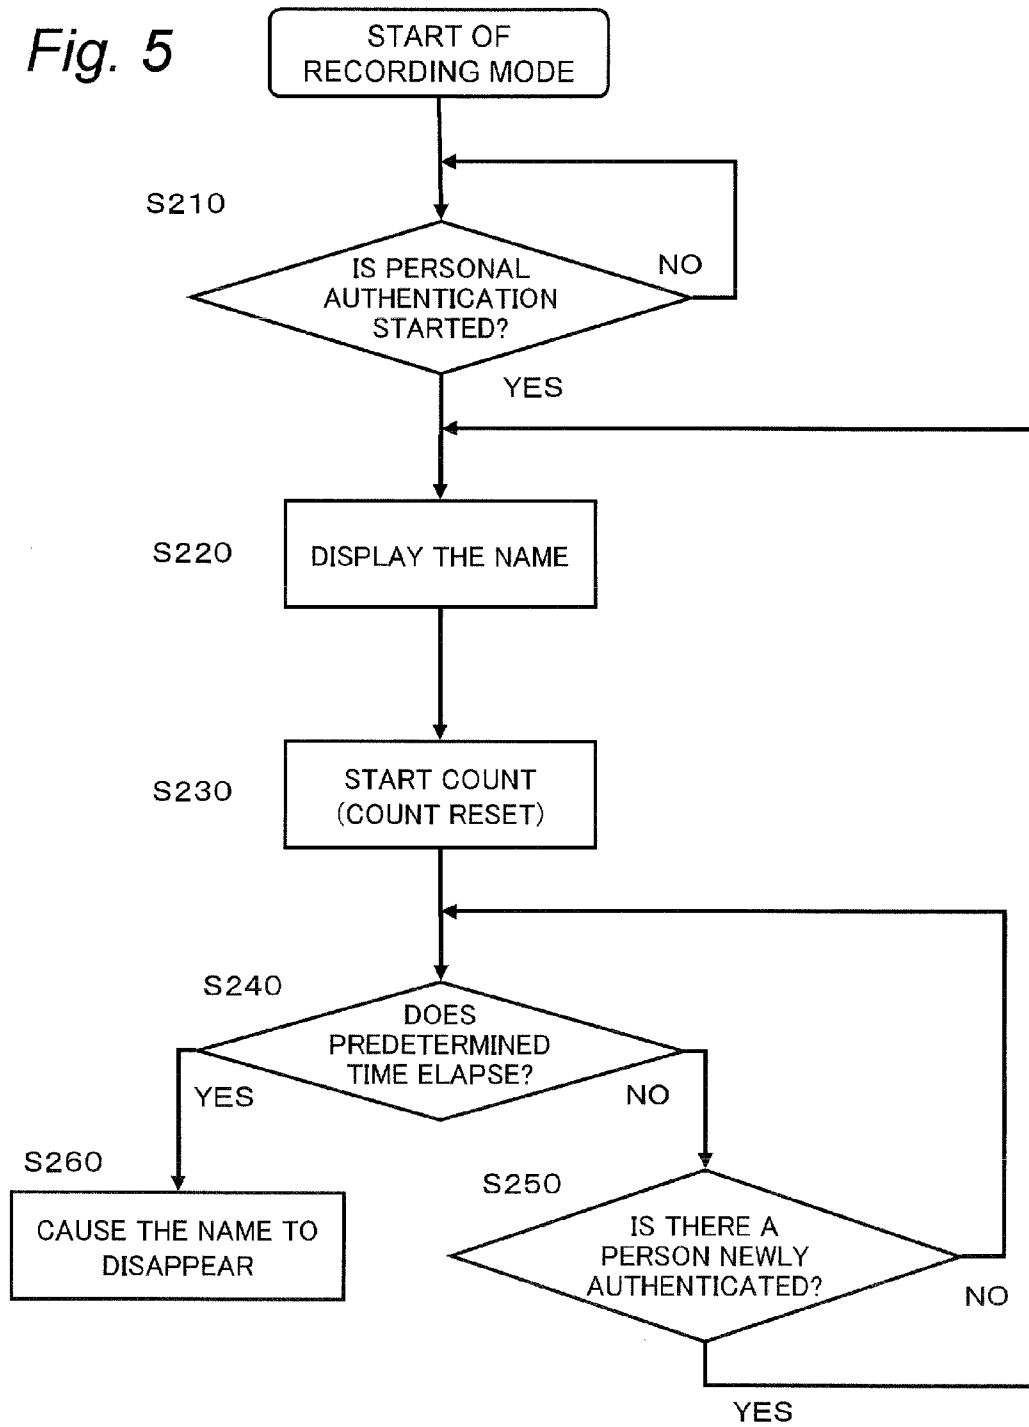 Fig. 5
START OF
RECORDING MODE
S210
IS PERSONAL
AUTHENTICATION
STARTED?
NO
YES
S220
DISPLAY THE NAME
S230
START COUNT
(COUNT RESET)
S240
DOES
PREDETERMINED
TIME ELAPSE?
YES
NO
S260
CAUSE THE NAME TO
DISAPPEAR
S250
IS THERE A
PERSON NEWLY
AUTHENTICATED?
NO
YES